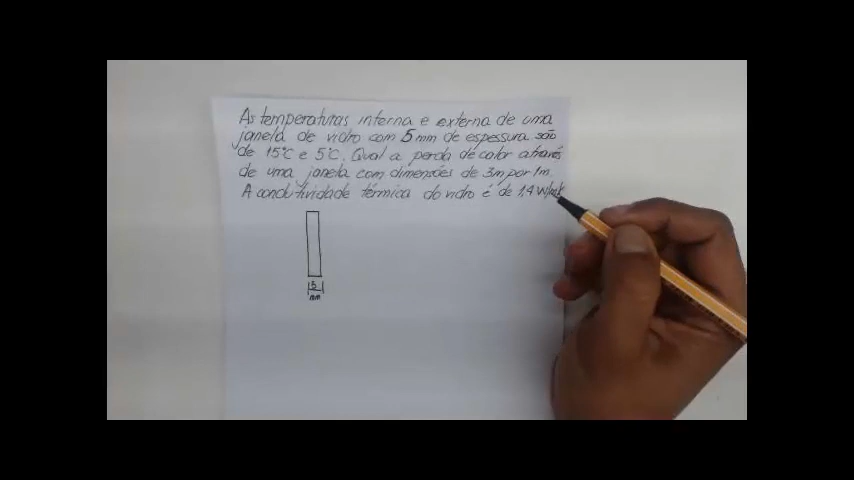 As temperaturas interna e externa de uma
janela de vidro com 5mm de espessura são
de 15°C e 5°C. Qual a perda de calor através
de uma janela com dimensões de 3m por 1m.
A condutividade térmica do vidro é de 1,4 W/mK
5
mm